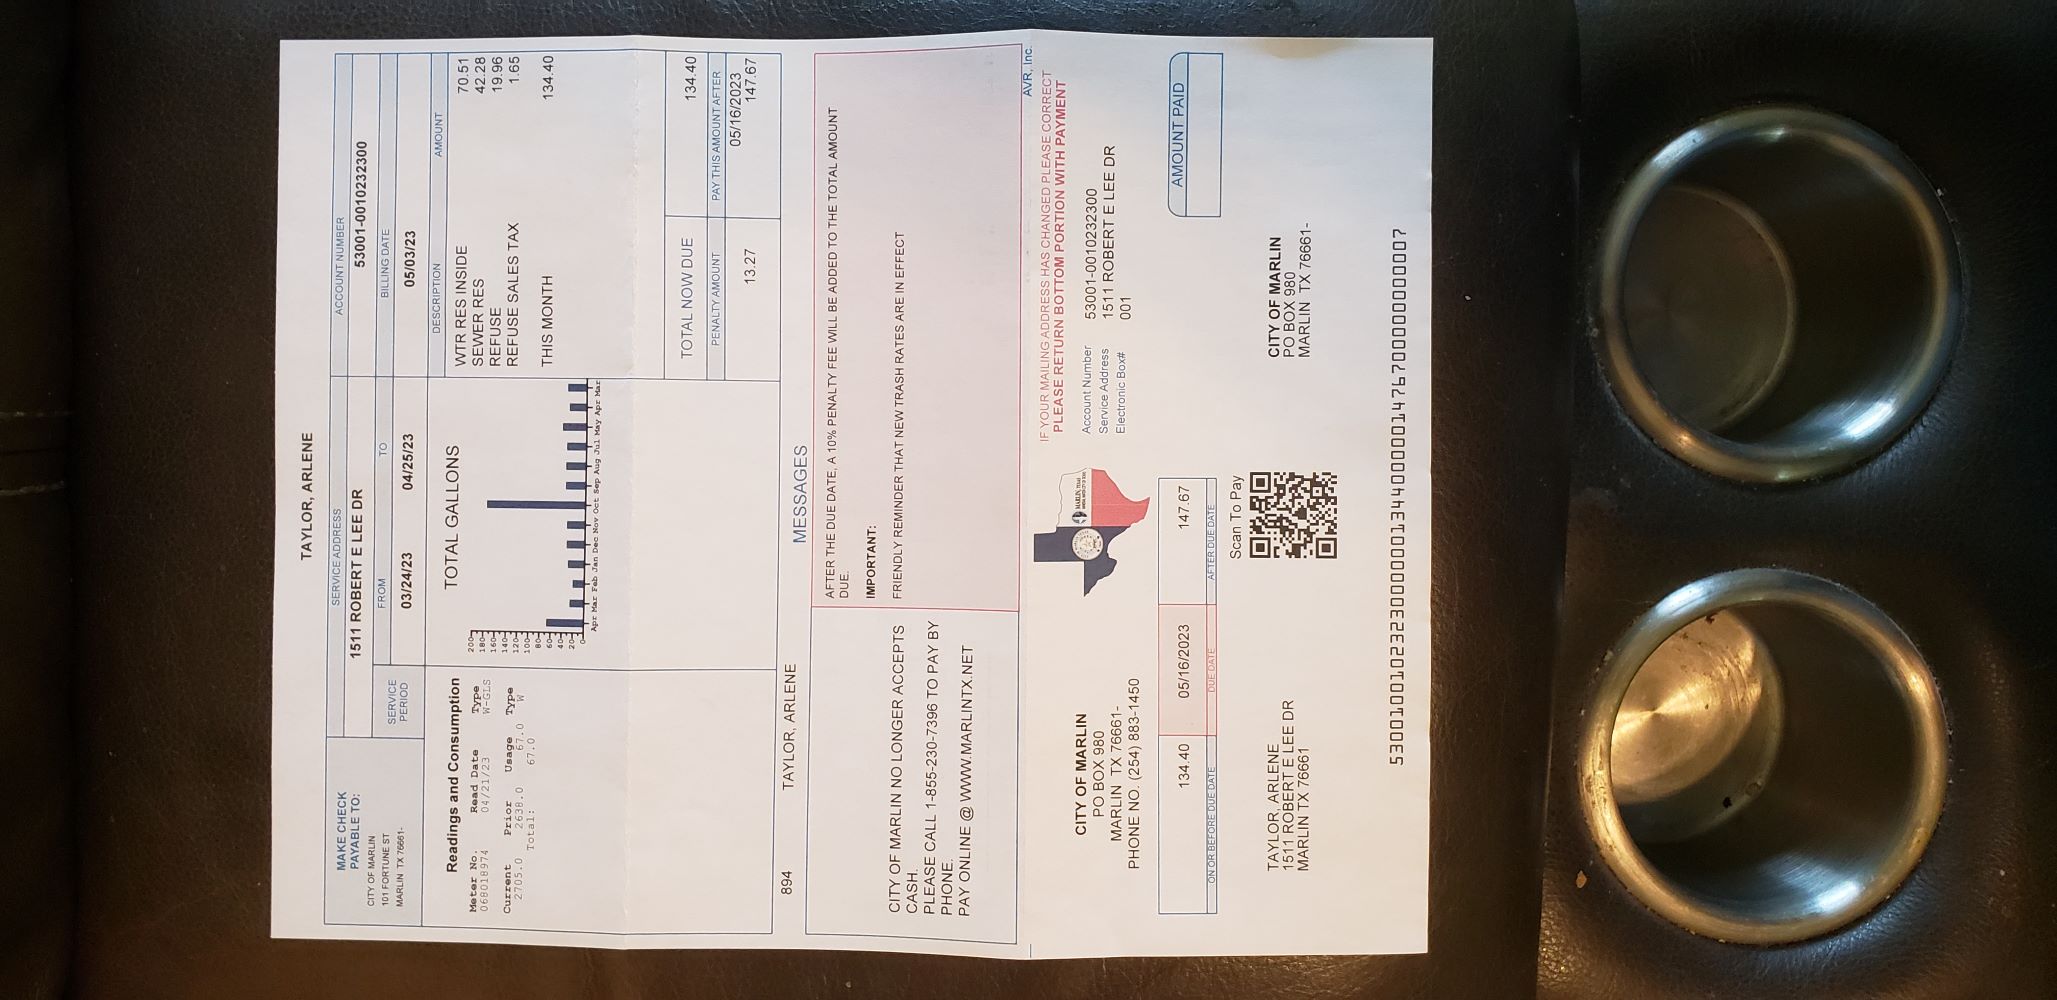 TAYLOR, ARLENE
MAKE CHECK
PAYABLE TO:
CITY OF MARLIN
101 FORTUNE ST
MARLIN TX 76661-
SERVICE ADDRESS
1511 ROBERT E LEE DR
ACCOUNT NUMBER
53001-0010232300
SERVICE
PERIOD
FROM TO
03/24/23 04/25/23
BILLING DATE
05/03/23
Readings and Consumption
Meter No. Read Date Type
068018974 04/21/23 W-GLS
Current Prior Usage Type
2705.0 2638.0 67.0 W
Total: 67.0
TOTAL GALLONS
200
180
160
140
120
100
80
60
40
20
0
Apr Mar Feb Jan Dec Nov Oct Sep Aug Jul May Apr Mar
DESCRIPTION AMOUNT
WTR RES INSIDE 70.51
SEWER RES 42.28
REFUSE 19.96
REFUSE SALES TAX 1.65
THIS MONTH 134.40
TOTAL NOW DUE 134.40
PENALTY AMOUNT PAY THIS AMOUNT AFTER
05/16/2023
13.27 147.67
894 TAYLOR, ARLENE
MESSAGES
CITY OF MARLIN NO LONGER ACCEPTS
CASH.
PLEASE CALL 1-855-230-7396 TO PAY BY
PHONE.
PAY ONLINE @ WWW.MARLINTX.NET
AFTER THE DUE DATE, A 10% PENALTY FEE WILL BE ADDED TO THE TOTAL AMOUNT
DUE.
IMPORTANT:
FRIENDLY REMINDER THAT NEW TRASH RATES ARE IN EFFECT
AVR, Inc.
CITY OF MARLIN
PO BOX 980
MARLIN TX 76661-
PHONE NO. (254) 883-1450
MARLIN, TEXAS
IF YOUR MAILING ADDRESS HAS CHANGED PLEASE CORRECT
PLEASE RETURN BOTTOM PORTION WITH PAYMENT
Account Number 53001-0010232300
Service Address 1511 ROBERT E LEE DR
Electronic Box# 001
134.40 05/16/2023 147.67
ON OR BEFORE DUE DATE DUE DATE AFTER DUE DATE
AMOUNT PAID
Scan To Pay
TAYLOR, ARLENE
1511 ROBERT E LEE DR
MARLIN TX 76661
CITY OF MARLIN
PO BOX 980
MARLIN TX 76661-
5300100102323000000134400000147670000000007